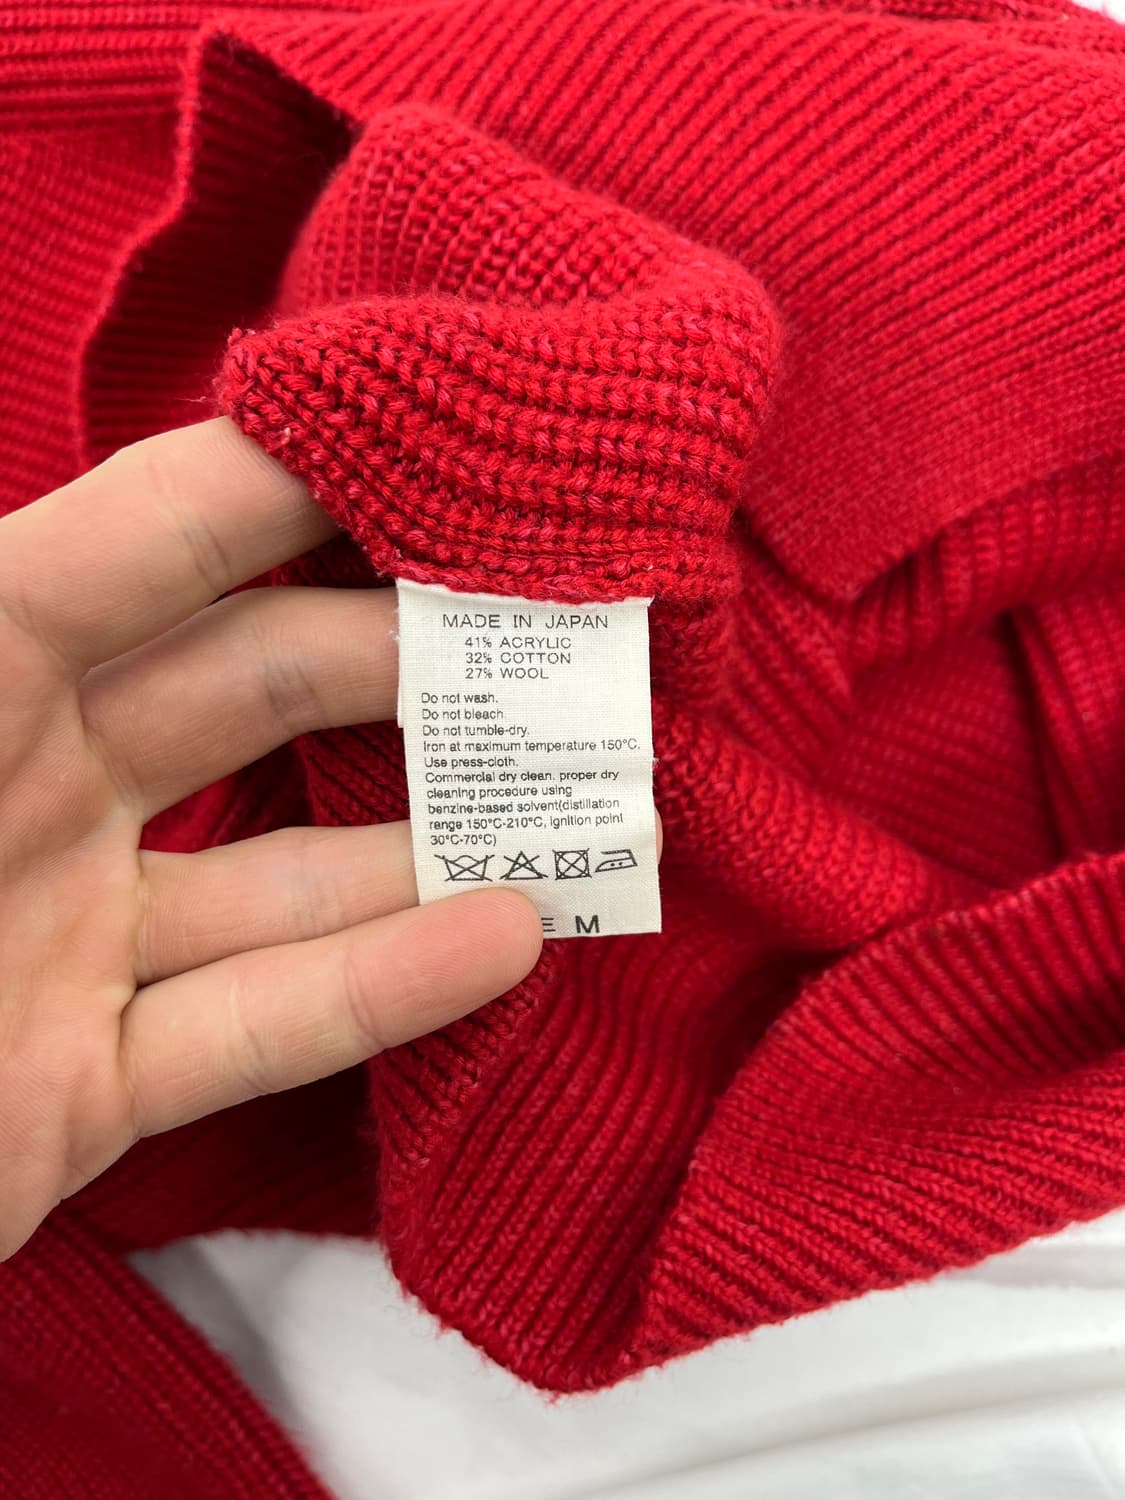 MADE IN JAPAN
41% ACRYLIC
32% COTTON
27% WOOL
Do not wash.
Do not bleach
Do not tumble-dry.
Iron at maximum temperature 150°C.
Use press-cloth.
Commercial dry clean. proper dry
cleaning procedure using
benzine-based solvent(distillation
range 150°C-210°C, ignition point
30°C-70°C)
E M